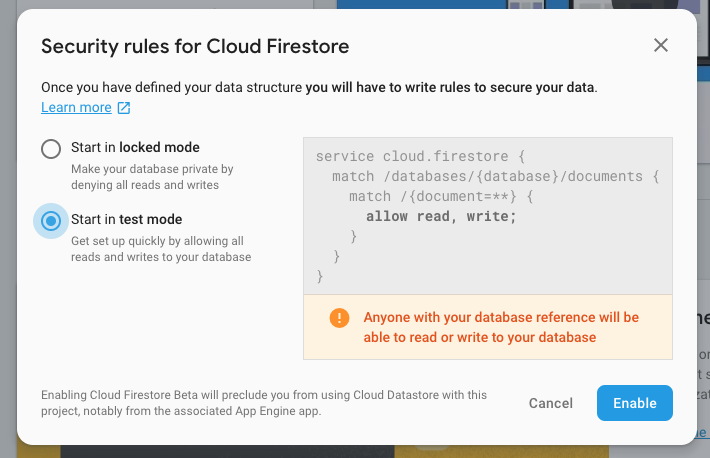 Security rules for Cloud Firestore
Once you have defined your data structure you will have to write rules to secure your data.
Learn more
Start in locked mode
Make your database private by
denying all reads and writes
Start in test mode
Get set up quickly by allowing all
reads and writes to your database
service cloud.firestore {
  match /databases/{database}/documents {
    match /{document=**} {
      allow read, write;
    }
  }
}
Anyone with your database reference will be
able to read or write to your database
Enabling Cloud Firestore Beta will preclude you from using Cloud Datastore with this
project, notably from the associated App Engine app.
Cancel
Enable